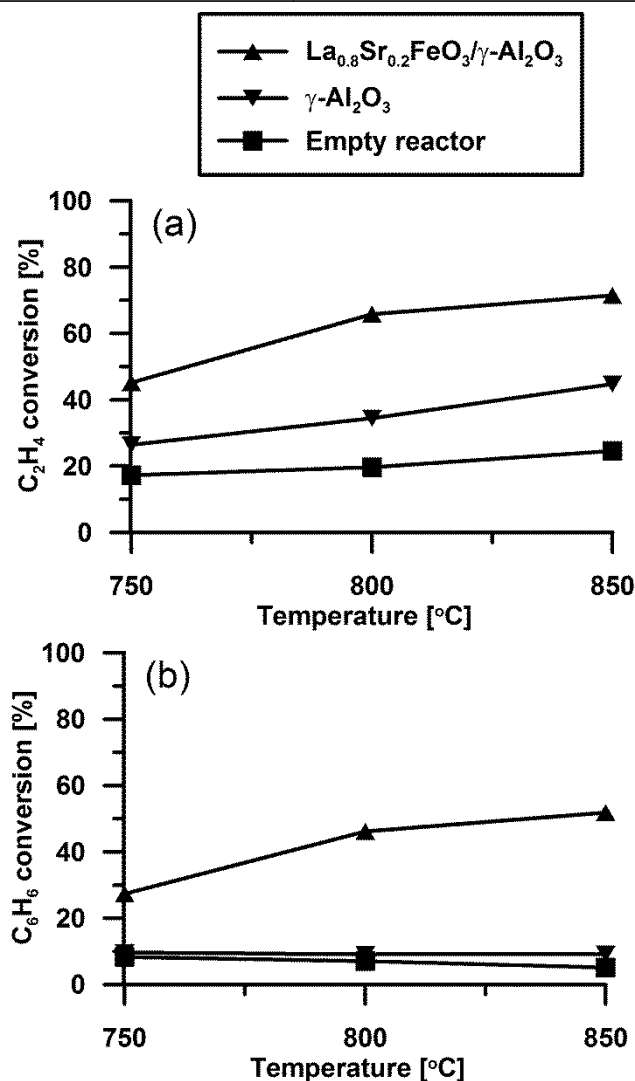 La₀.₈Sr₀.₂FeO₃/γ-Al₂O₃
γ-Al₂O₃
Empty reactor
(a)
C₂H₄ conversion [%]
100
80
60
40
20
0
750 800 850
Temperature [°C]
(b)
C₆H₆ conversion [%]
100
80
60
40
20
0
750 800 850
Temperature [°C]